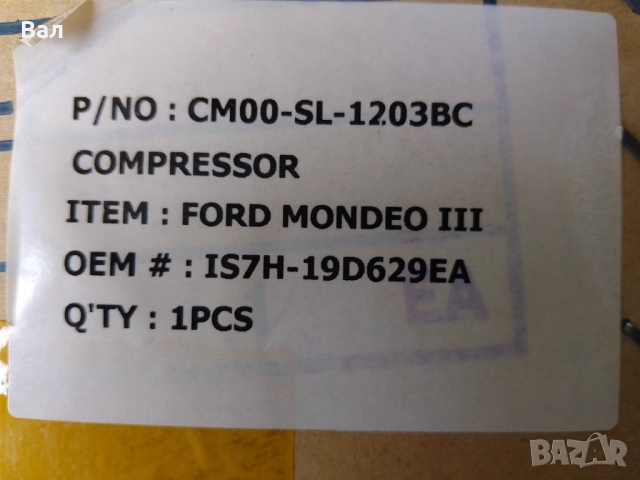 Вал
P/NO : CM00-SL-1203BC
COMPRESSOR
ITEM : FORD MONDEO III
OEM # : IS7H-19D629EA
Q'TY : 1PCS
EA
BAZAR